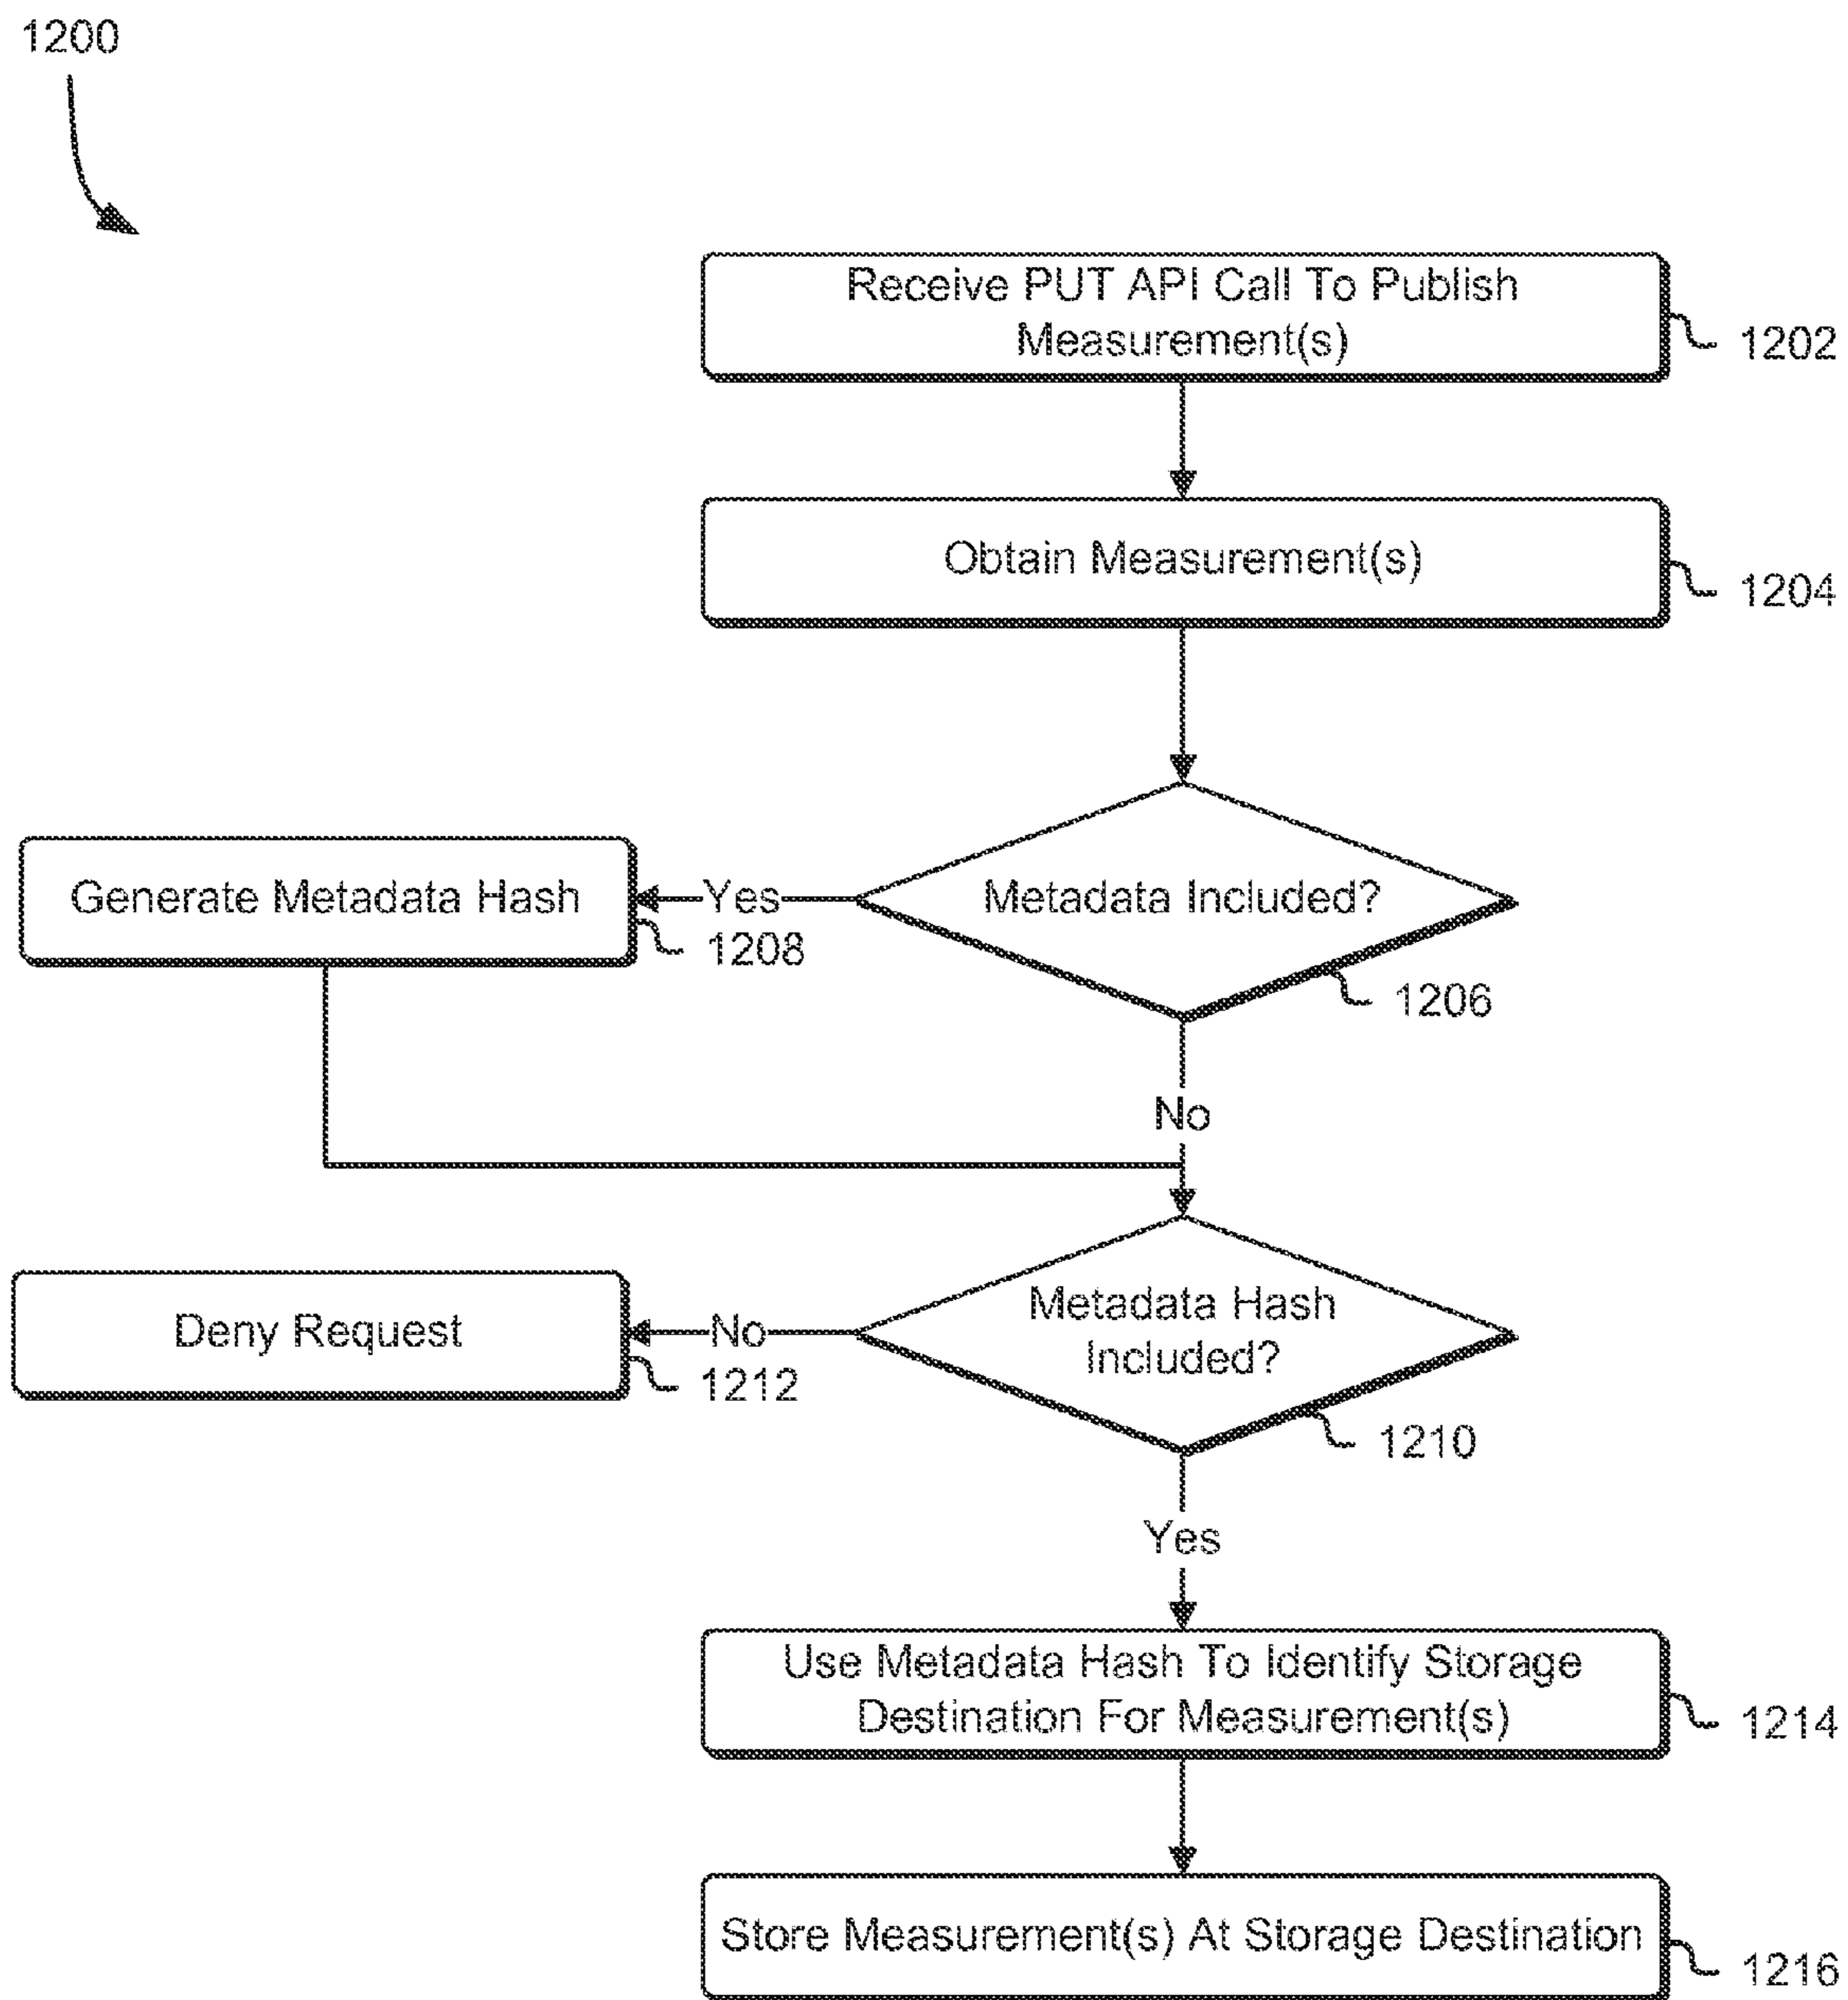 1200
Receive PUT API Call To Publish
Measurement(s)
1202
Obtain Measurement(s)
1204
Generate Metadata Hash
Yes
Metadata Included?
1208
1206
No
Deny Request
No
Metadata Hash
Included?
1212
1210
Yes
Use Metadata Hash To Identify Storage
Destination For Measurement(s)
1214
Store Measurement(s) At Storage Destination
1216